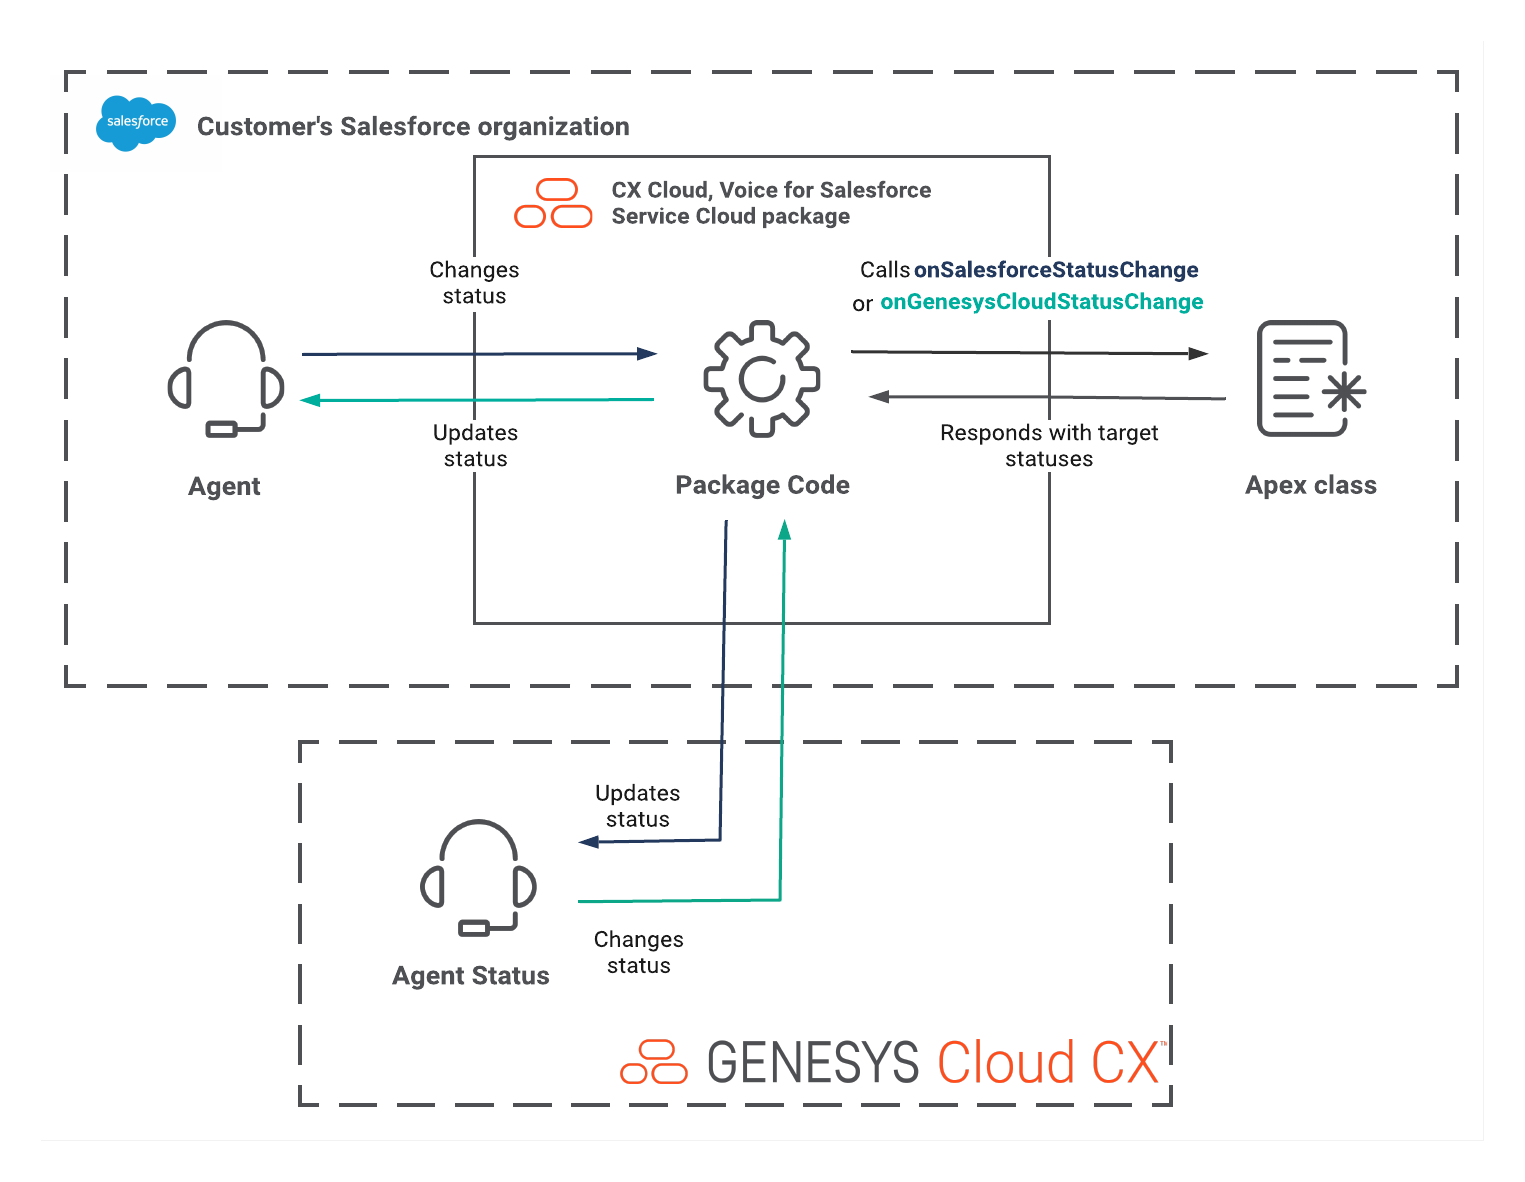 salesforce
Customer's Salesforce organization
CX Cloud, Voice for Salesforce
Service Cloud package
Changes
status
Calls onSalesforceStatusChange
or onGenesysCloudStatusChange
Updates
status
Responds with target
statuses
Agent
Package Code
Apex class
Updates
status
Changes
status
Agent Status
GENESYS Cloud CX™